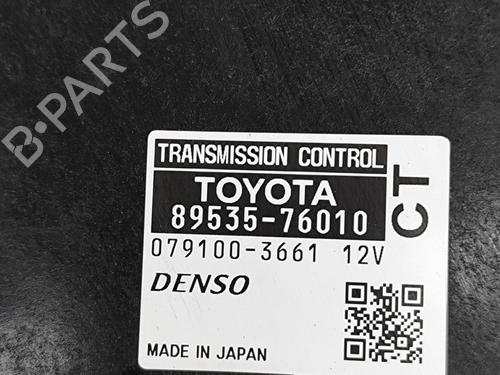 B-PARTS
TRANSMISSION CONTROL
TOYOTA
89535-76010
CT
079100-3661 12V
DENSO
MADE IN JAPAN